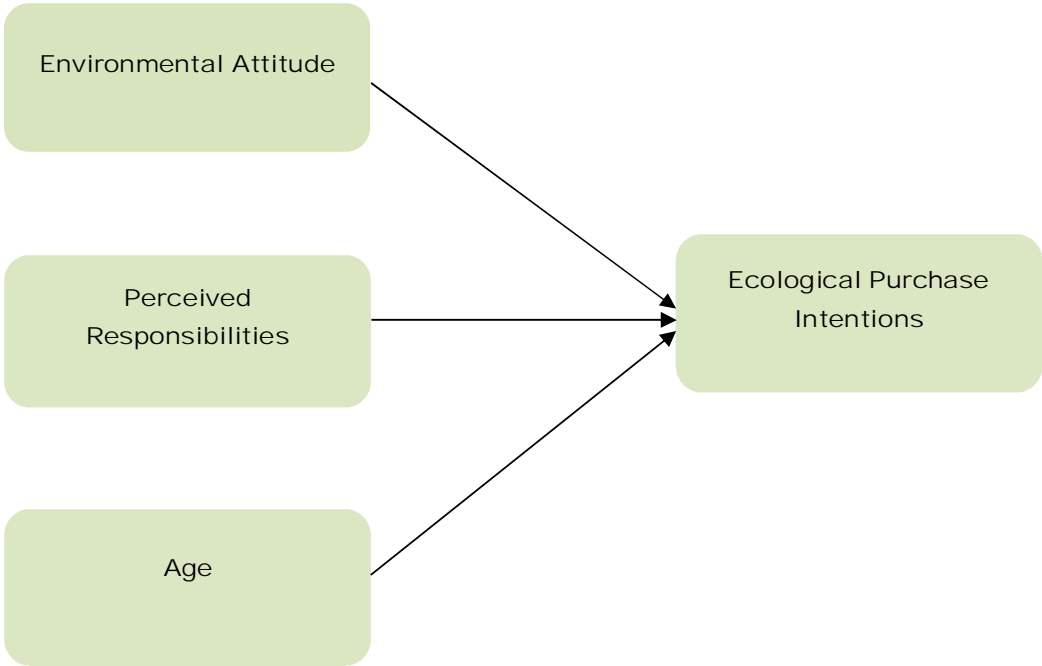 Environmental Attitude
Perceived
Responsibilities
Age
Ecological Purchase
Intentions